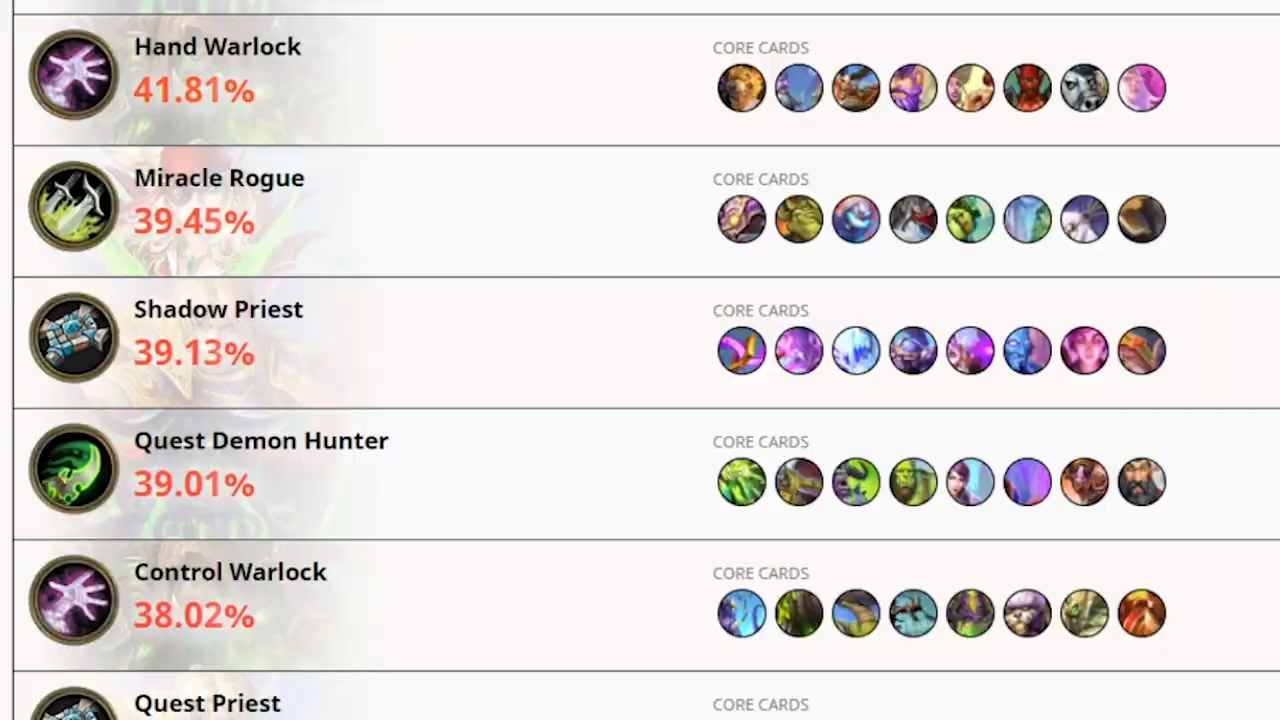 Hand Warlock
CORE CARDS
41.81%
Miracle Rogue
CORE CARDS
39.45%
Shadow Priest
CORE CARDS
39.13%
Quest Demon Hunter
CORE CARDS
39.01%
Control Warlock
CORE CARDS
38.02%
Quest Priest
CORE CARDS